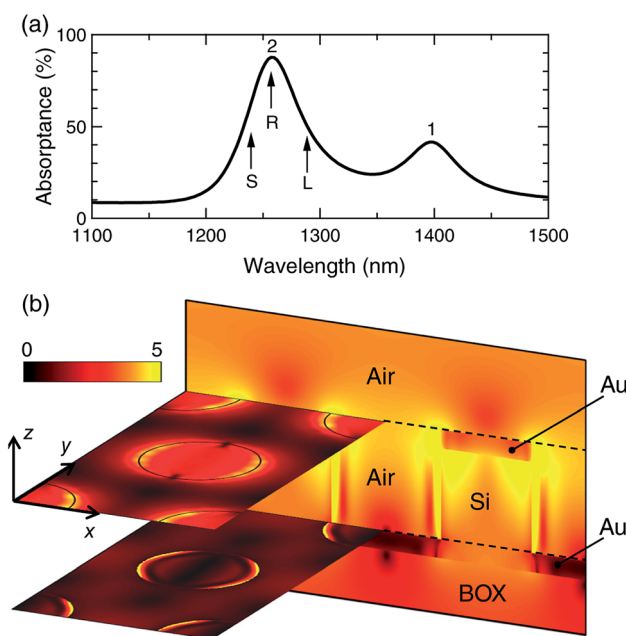 (a)
100
50
0
Absorptance (%)
2
R
S
L
1
1100
1200
1300
1400
1500
Wavelength (nm)
(b)
0
5
Air
Au
z
y
x
Air
Si
Au
BOX